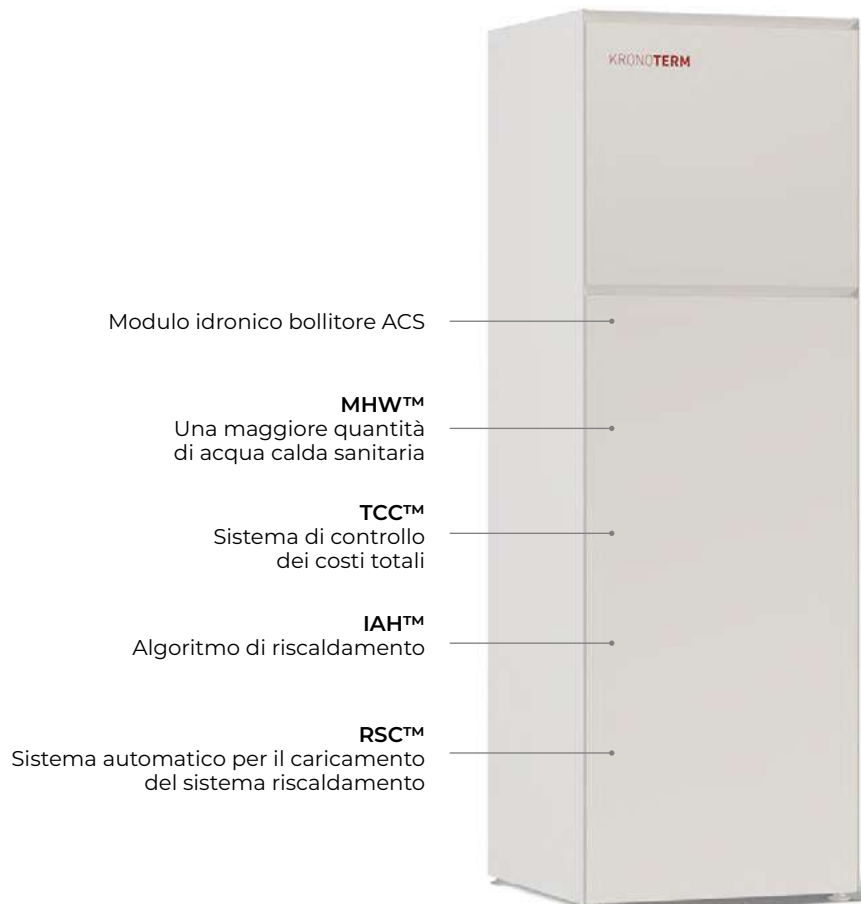 KRONOTERM
Modulo idronico bollitore ACS
MHW™
Una maggiore quantità
di acqua calda sanitaria
TCC™
Sistema di controllo
dei costi totali
IAH™
Algoritmo di riscaldamento
RSC™
Sistema automatico per il caricamento
del sistema riscaldamento